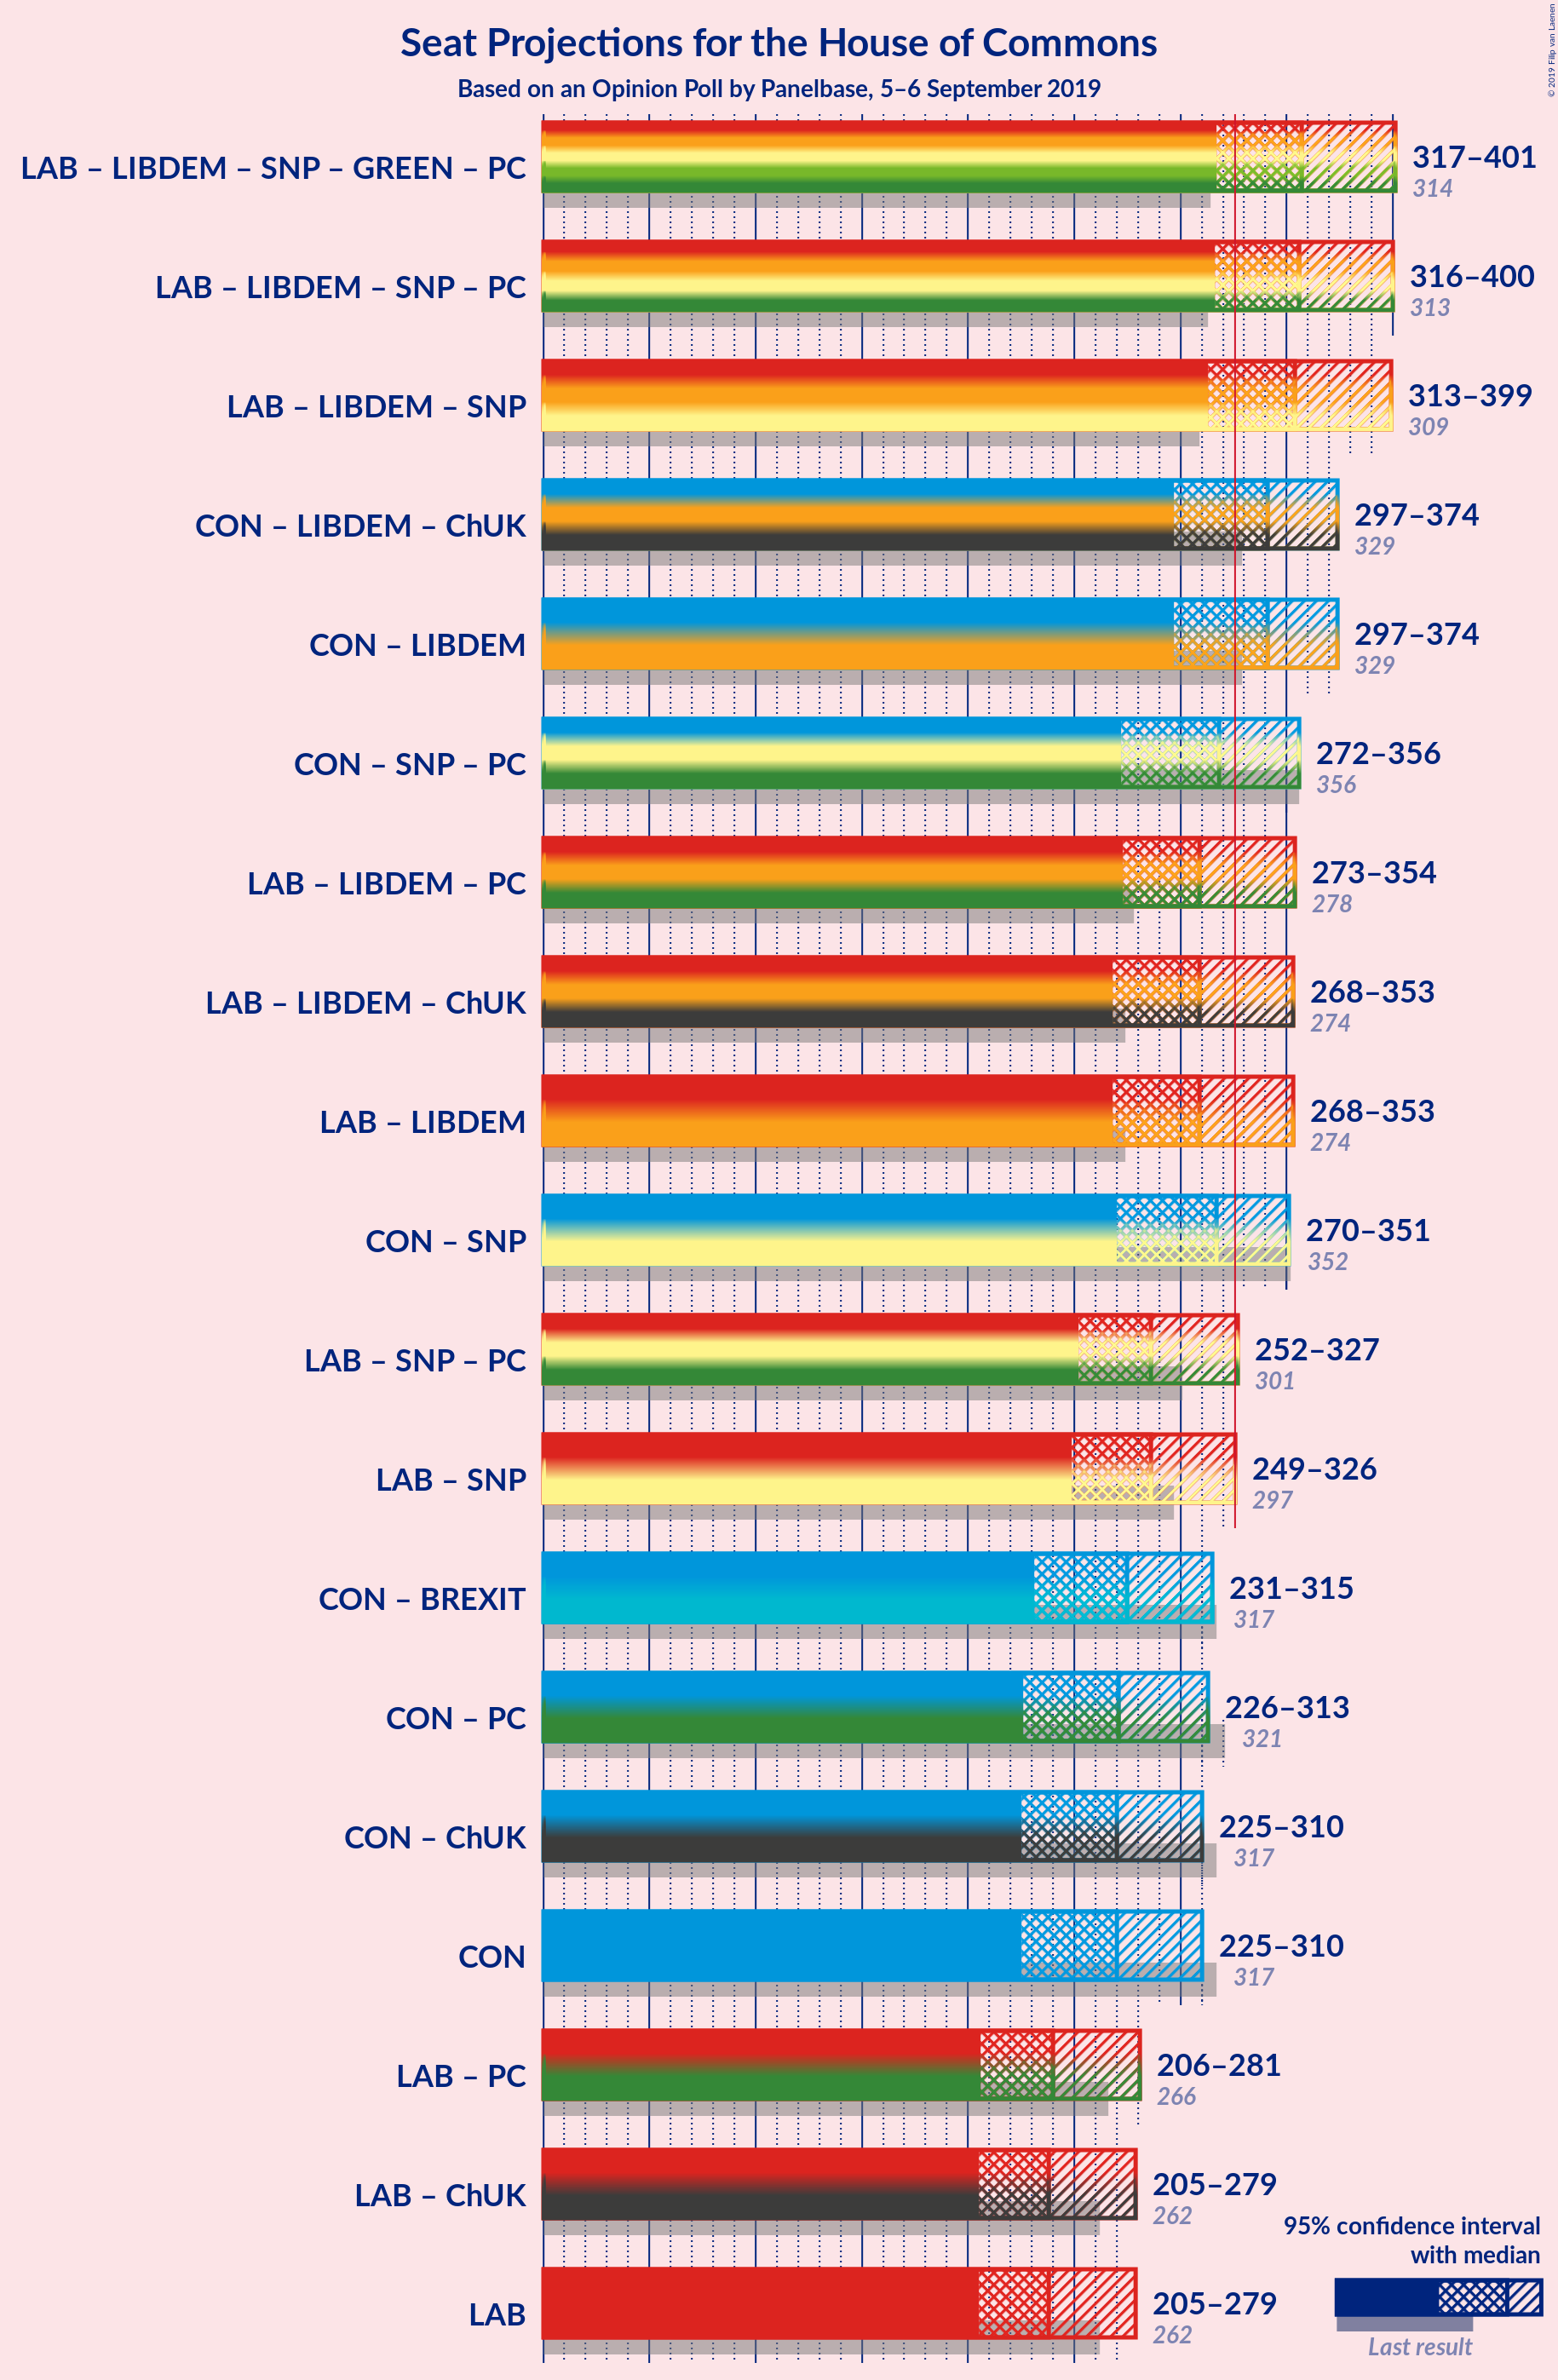 Seat Projections for the House of Commons
Based on an Opinion Poll by Panelbase, 5–6 September 2019
© 2019 Filip van Laenen
LAB – LIBDEM – SNP – GREEN – PC
317–401
314
LAB – LIBDEM – SNP – PC
316–400
313
LAB – LIBDEM – SNP
313–399
309
CON – LIBDEM – ChUK
297–374
329
CON – LIBDEM
297–374
329
CON – SNP – PC
272–356
356
LAB – LIBDEM – PC
273–354
278
LAB – LIBDEM – ChUK
268–353
274
LAB – LIBDEM
268–353
274
CON – SNP
270–351
352
LAB – SNP – PC
252–327
301
LAB – SNP
249–326
297
CON – BREXIT
231–315
317
CON – PC
226–313
321
CON – ChUK
225–310
317
CON
225–310
317
LAB – PC
206–281
266
LAB – ChUK
205–279
262
LAB
205–279
262
95% confidence interval
with median
Last result